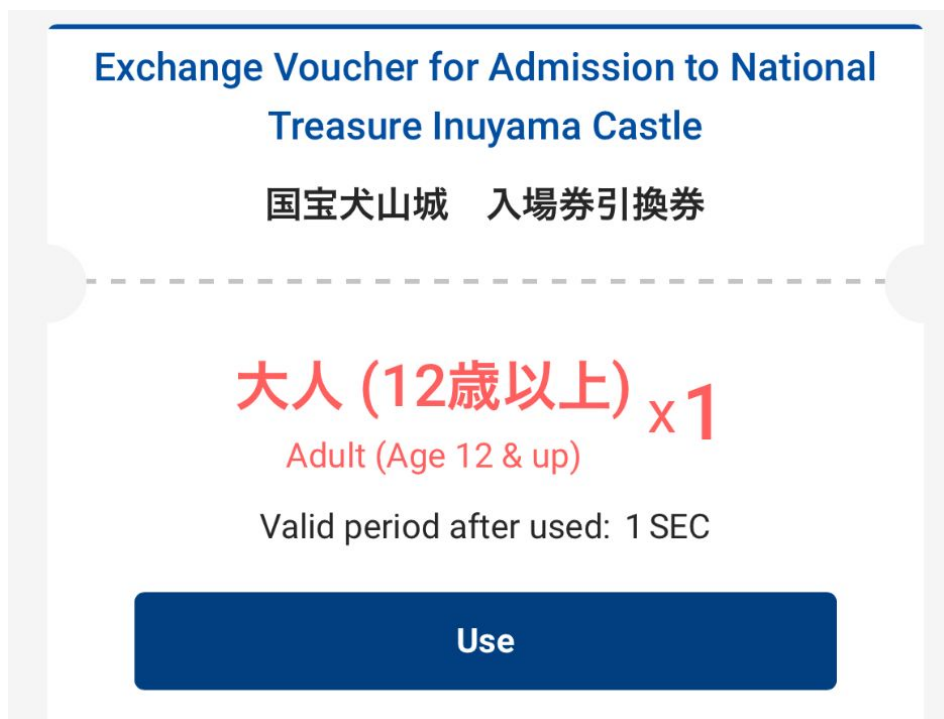 Exchange Voucher for Admission to National
Treasure Inuyama Castle
国宝犬山城　入場券引換券
大人 (12歳以上) x 1
Adult (Age 12 & up)
Valid period after used: 1 SEC
Use